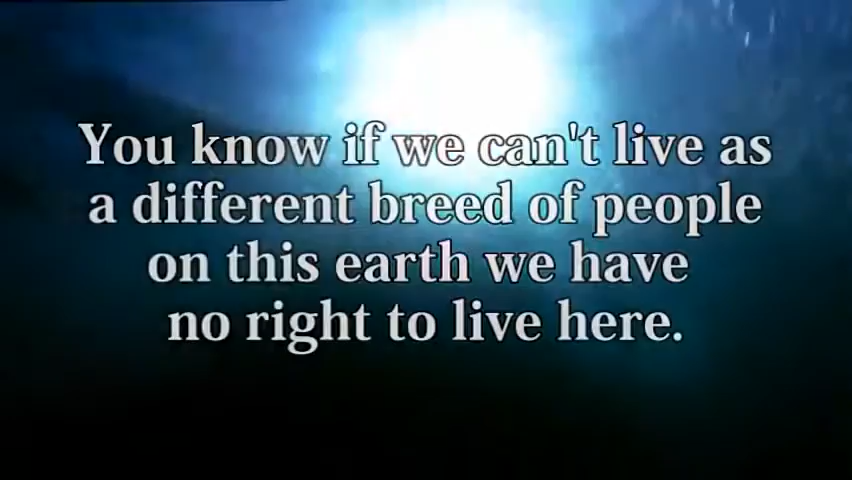 You know if we can't live as
a different breed of people
on this earth we have
no right to live here.